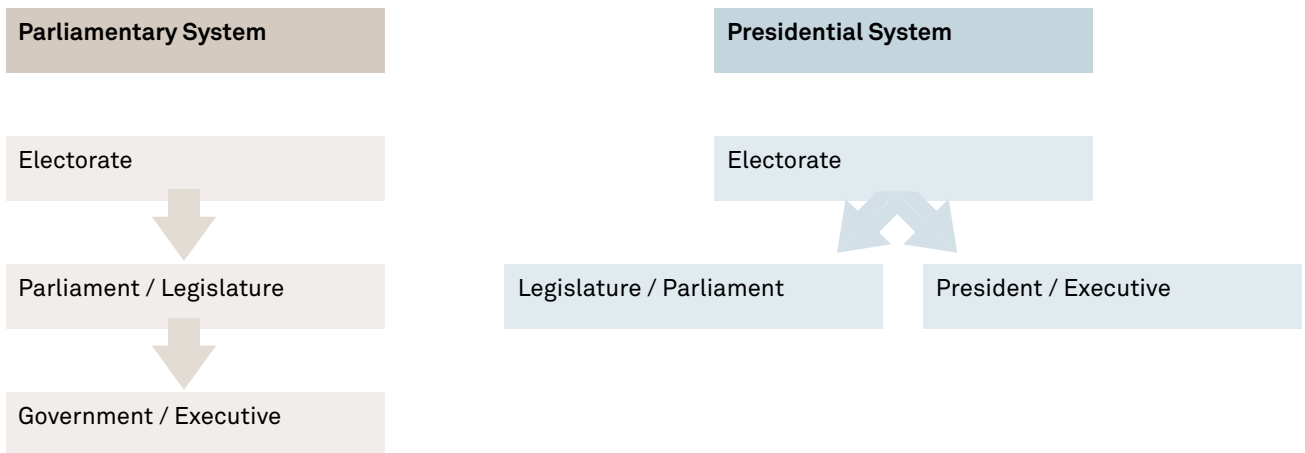 Parliamentary System
Electorate
Parliament / Legislature
Government / Executive
Presidential System
Electorate
Legislature / Parliament
President / Executive